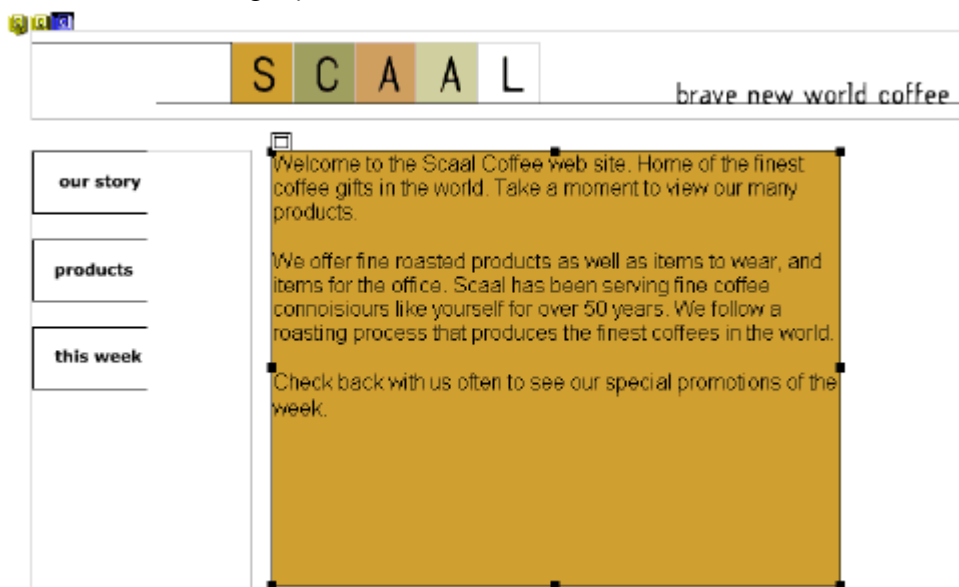 SCAAL
brave new world coffee
our story
products
this week
Welcome to the Scaal Coffee web site. Home of the finest
coffee gifts in the world. Take a moment to view our many
products.
We offer fine roasted products as well as items to wear, and
items for the office. Scaal has been serving fine coffee
connoisiours like yourself for over 50 years. We follow a
roasting process that produces the finest coffees in the world.
Check back with us often to see our special promotions of the
week.